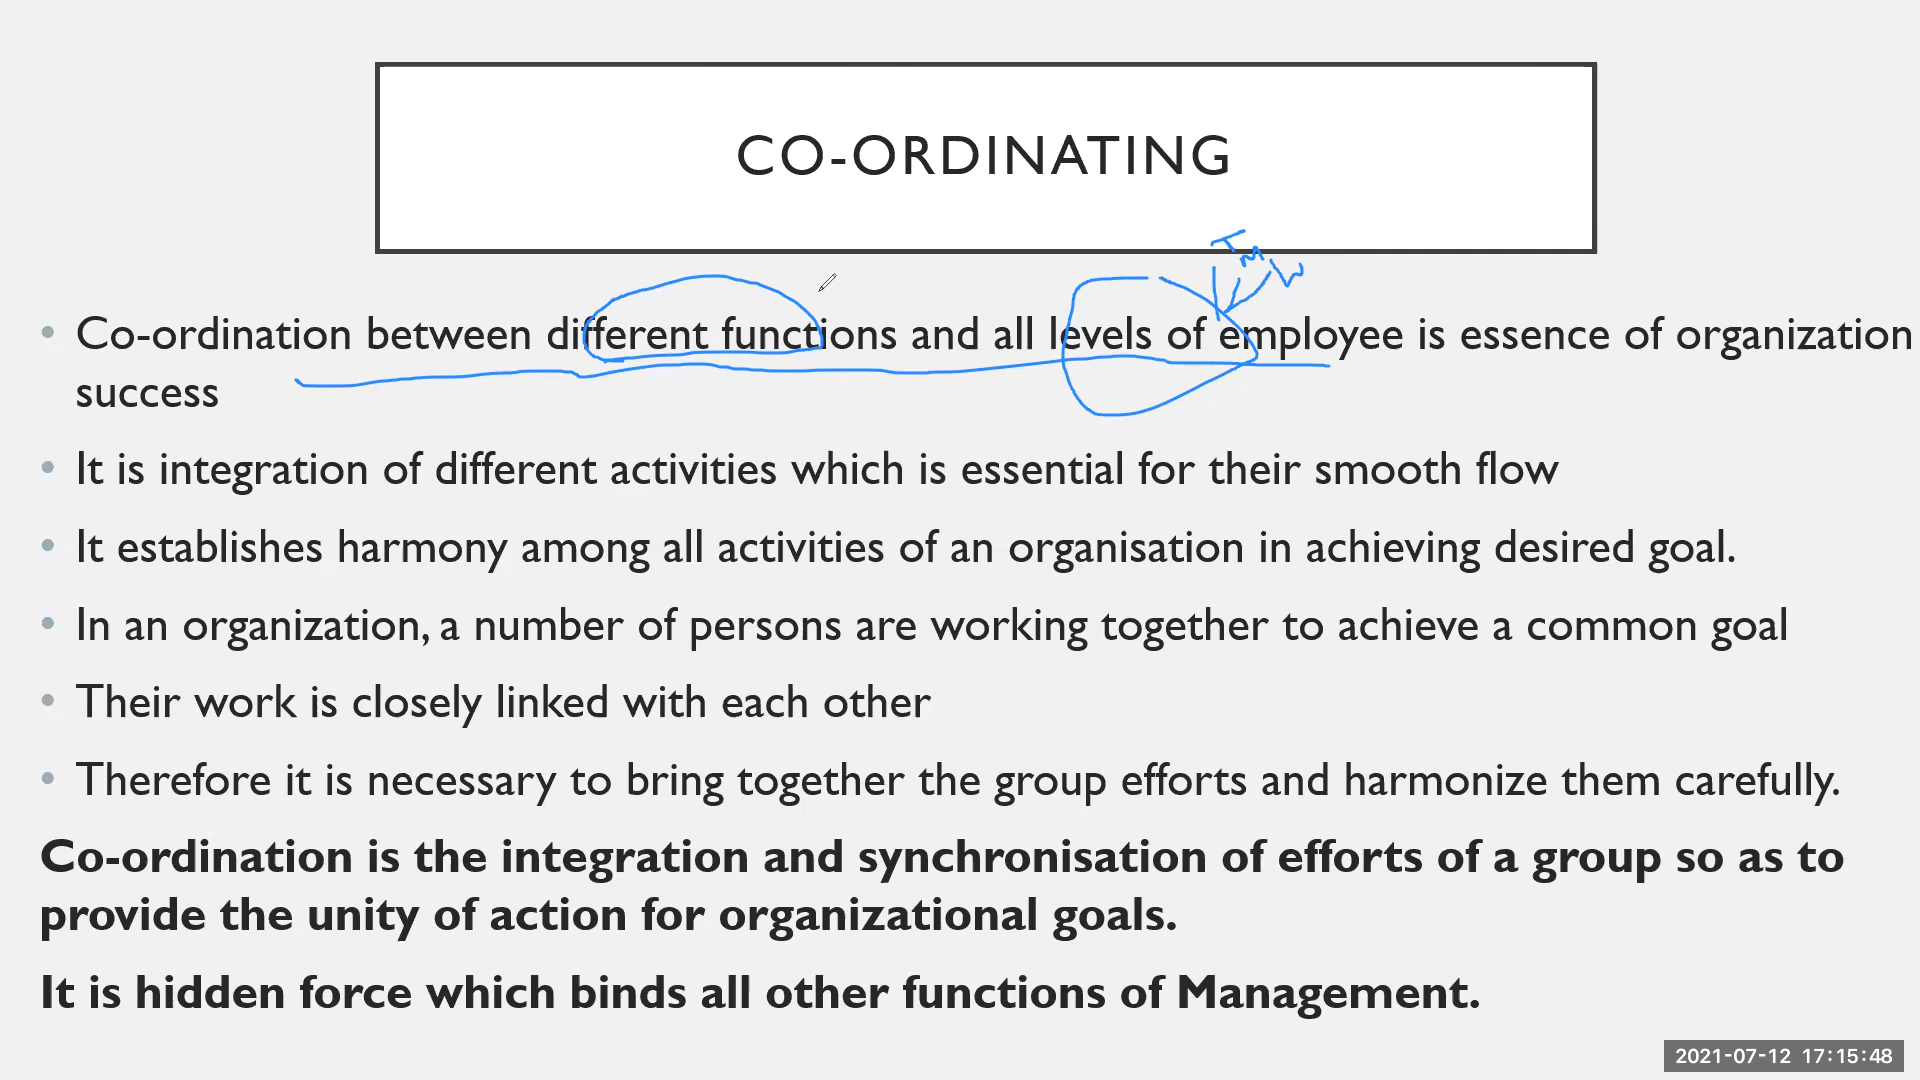 CO-ORDINATING
T M W
• Co-ordination between different functions and all levels of employee is essence of organization
success
• It is integration of different activities which is essential for their smooth flow
• It establishes harmony among all activities of an organisation in achieving desired goal.
• In an organization, a number of persons are working together to achieve a common goal
• Their work is closely linked with each other
• Therefore it is necessary to bring together the group efforts and harmonize them carefully.
Co-ordination is the integration and synchronisation of efforts of a group so as to
provide the unity of action for organizational goals.
It is hidden force which binds all other functions of Management.
2021-07-12 17:15:48